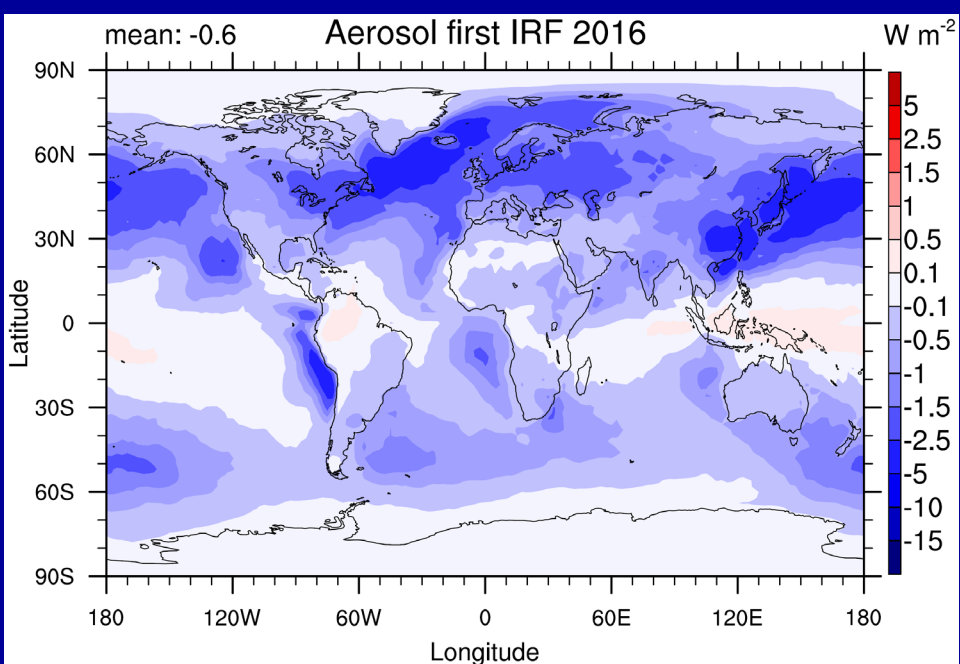 mean: -0.6 Aerosol first IRF 2016 W m-2
90N
60N
30N
0
30S
60S
90S
Latitude
180 120W 60W 0 60E 120E 180
Longitude
5
2.5
1.5
1
0.5
0.1
-0.1
-0.5
-1
-1.5
-2.5
-5
-10
-15